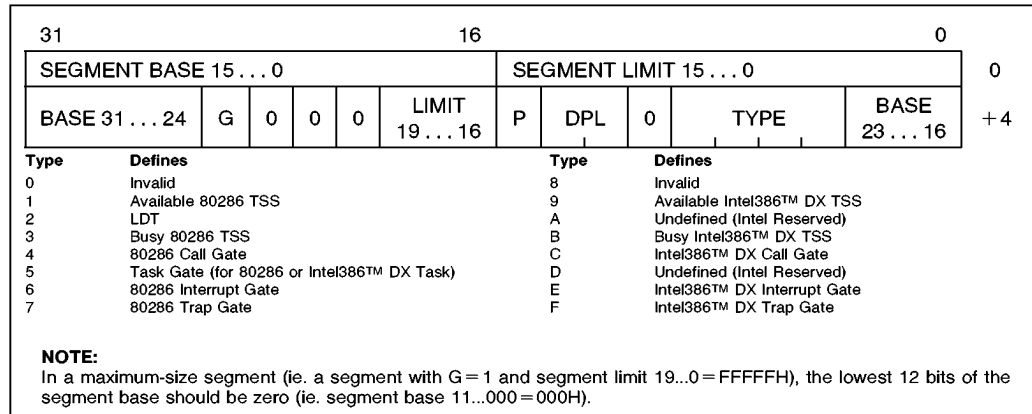 31 16 0
SEGMENT BASE 15 . . . 0 SEGMENT LIMIT 15 . . . 0 0
BASE 31 . . . 24 G 0 0 0 LIMIT 19 . . . 16 P DPL 0 TYPE BASE 23 . . . 16 +4
Type Defines Type Defines
0 Invalid 8 Invalid
1 Available 80286 TSS 9 Available Intel386™ DX TSS
2 LDT A Undefined (Intel Reserved)
3 Busy 80286 TSS B Busy Intel386™ DX TSS
4 80286 Call Gate C Intel386™ DX Call Gate
5 Task Gate (for 80286 or Intel386™ DX Task) D Undefined (Intel Reserved)
6 80286 Interrupt Gate E Intel386™ DX Interrupt Gate
7 80286 Trap Gate F Intel386™ DX Trap Gate
NOTE:
In a maximum-size segment (ie. a segment with G=1 and segment limit 19...0=FFFFFH), the lowest 12 bits of the
segment base should be zero (ie. segment base 11...000=000H).